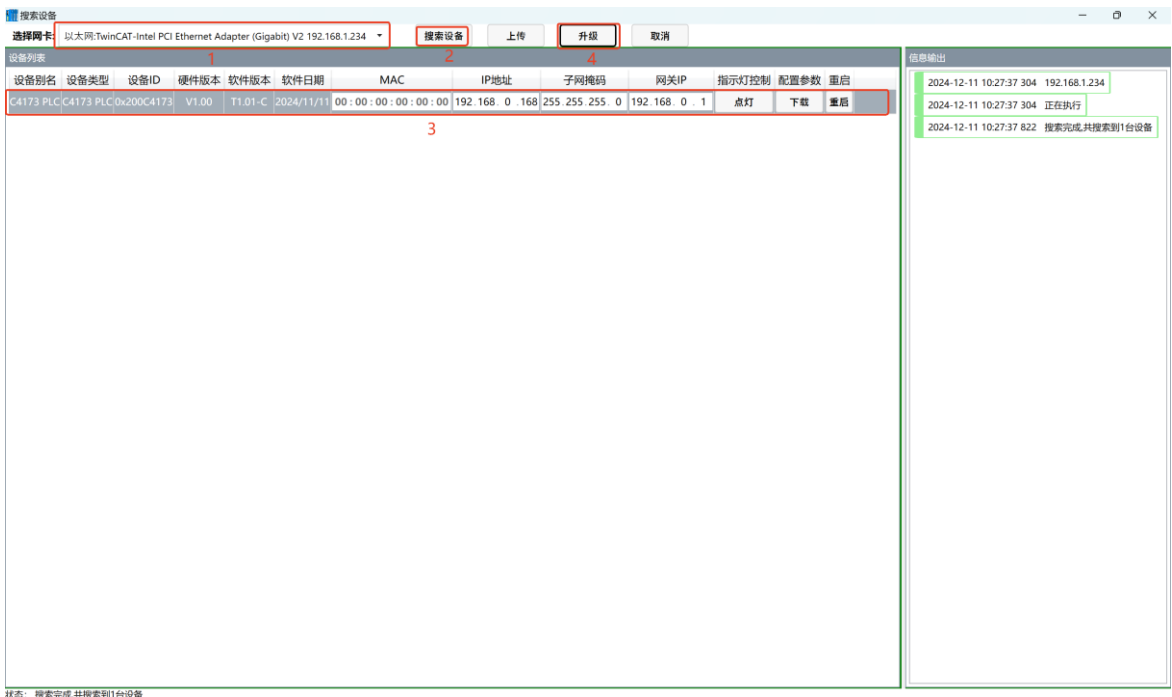 搜索设备
选择网卡: 以太网:TwinCAT-Intel PCI Ethernet Adapter (Gigabit) V2 192.168.1.234 搜索设备 上传 升级 取消
1 2 4
设备列表 信息输出
设备别名 设备类型 设备ID 硬件版本 软件版本 软件日期 MAC IP地址 子网掩码 网关IP 指示灯控制 配置参数 重启
C4173 PLC C4173 PLC 0x200C4173 V1.00 T1.01-C 2024/11/11 00 : 00 : 00 : 00 : 00 : 00 192. 168. 0 .168 255. 255. 255. 0 192. 168. 0 . 1 点灯 下载 重启
3
2024-12-11 10:27:37 304 192.168.1.234
2024-12-11 10:27:37 304 正在执行
2024-12-11 10:27:37 822 搜索完成,共搜索到1台设备
状态: 搜索完成,共搜索到1台设备